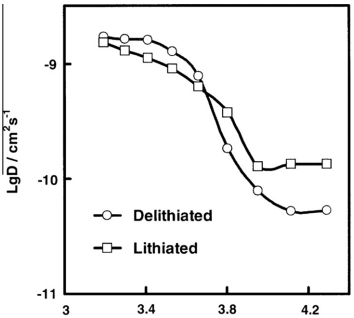 LgD / cm²s⁻¹
-9
-10
-11
Delithiated
Lithiated
3 3.4 3.8 4.2